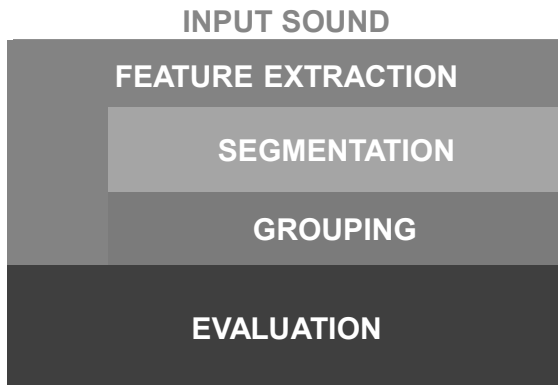 INPUT SOUND
FEATURE EXTRACTION
SEGMENTATION
GROUPING
EVALUATION